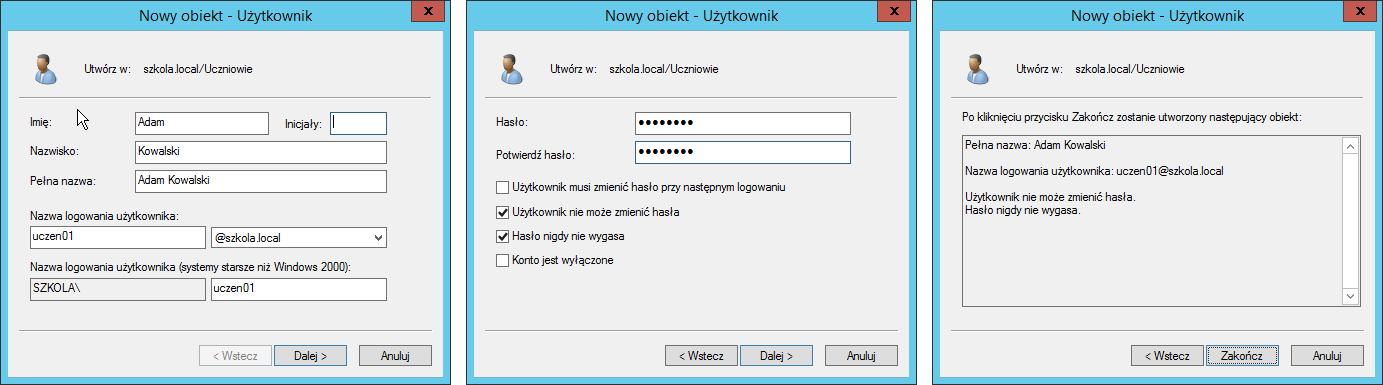 Nowy obiekt - Użytkownik
x
Utwórz w: szkola.local/Uczniowie
Imię: Adam Inicjały:
Nazwisko: Kowalski
Pełna nazwa: Adam Kowalski
Nazwa logowania użytkownika:
uczen01 @szkola.local
Nazwa logowania użytkownika (systemy starsze niż Windows 2000):
SZKOLA\ uczen01
< Wstecz Dalej > Anuluj
Nowy obiekt - Użytkownik
x
Utwórz w: szkola.local/Uczniowie
Hasło: ●●●●●●●●
Potwierdź hasło: ●●●●●●●●
Użytkownik musi zmienić hasło przy następnym logowaniu
Użytkownik nie może zmienić hasła
Hasło nigdy nie wygasa
Konto jest wyłączone
< Wstecz Dalej > Anuluj
Nowy obiekt - Użytkownik
x
Utwórz w: szkola.local/Uczniowie
Po kliknięciu przycisku Zakończ zostanie utworzony następujący obiekt:
Pełna nazwa: Adam Kowalski
Nazwa logowania użytkownika: uczen01@szkola.local
Użytkownik nie może zmienić hasła.
Hasło nigdy nie wygasa.
< Wstecz Zakończ Anuluj